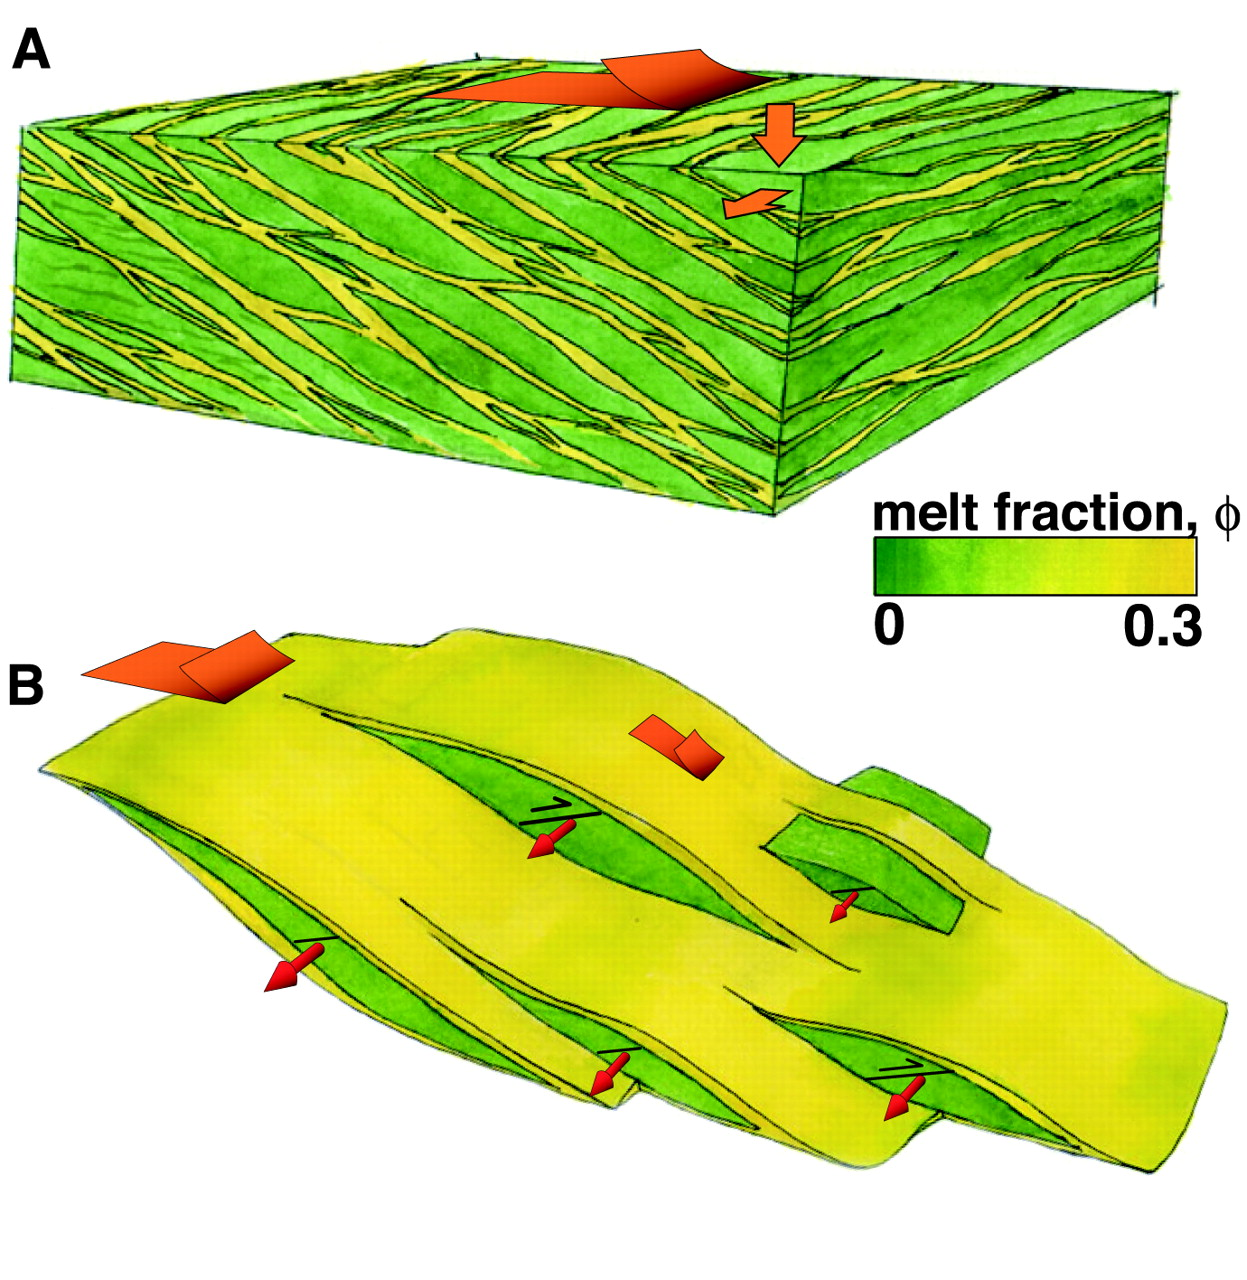 A
melt fraction, ϕ
0 0.3
B